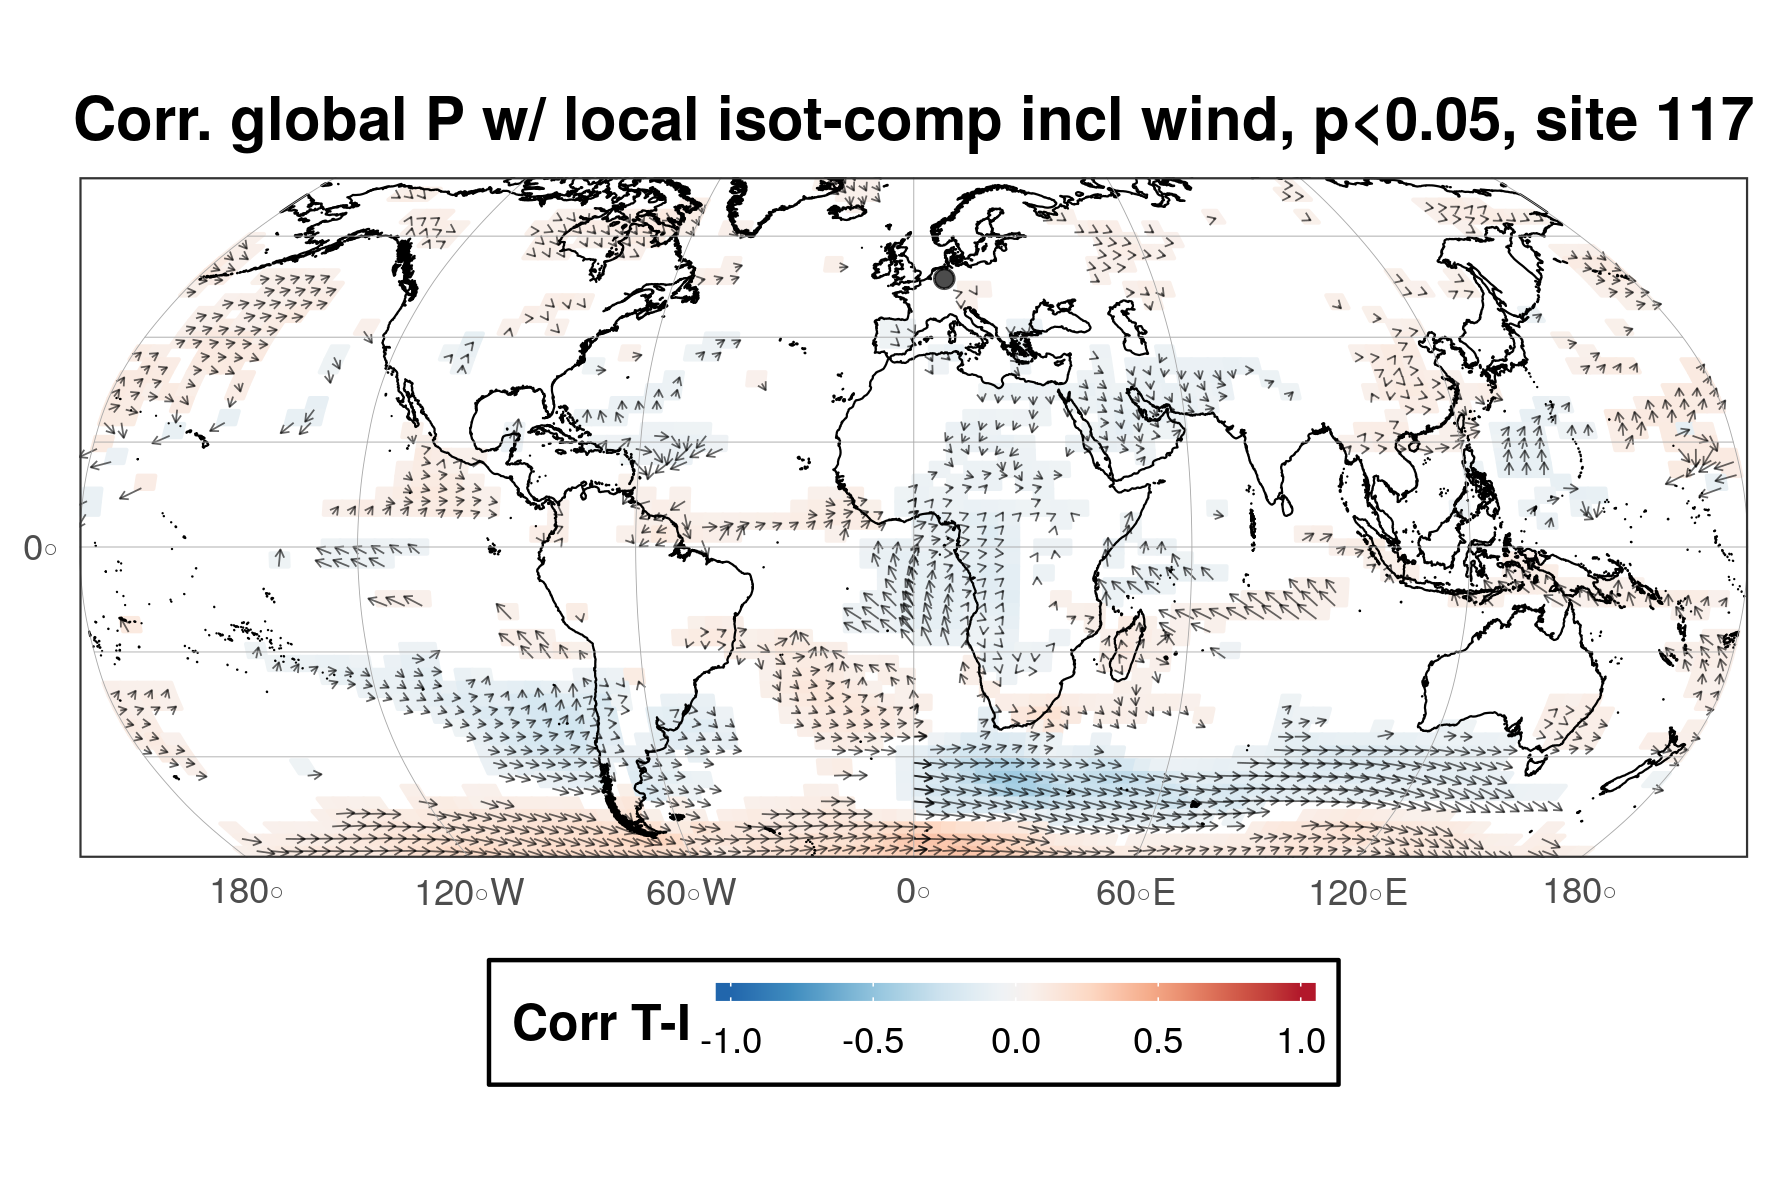 Corr. global P w/ local isot-comp incl wind, p<0.05, site 117
0°
180° 120°W 60°W 0° 60°E 120°E 180°
Corr T-I
-1.0 -0.5 0.0 0.5 1.0